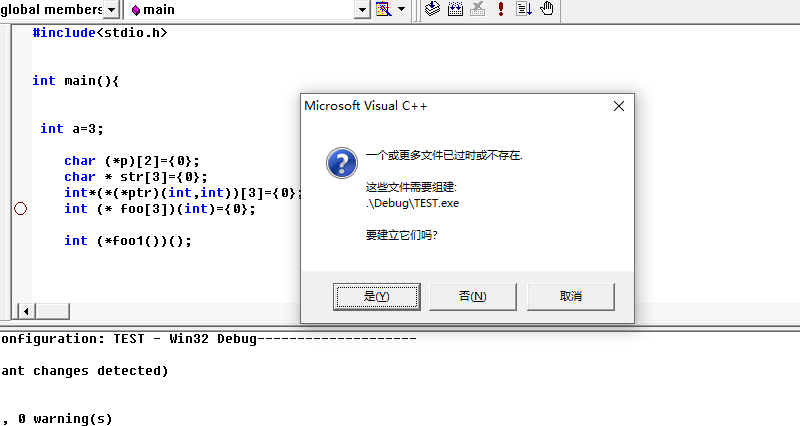 global members
main
#include<stdio.h>
int main(){
int a=3;
char (*p)[2]={0};
char * str[3]={0};
int*(*(*ptr)(int,int))[3]={0};
int (* foo[3])(int)={0};
int (*foo1())();
Microsoft Visual C++
一个或更多文件已过时或不存在.
这些文件需要组建:
.\Debug\TEST.exe
要建立它们吗?
是(Y) 否(N) 取消
onfiguration: TEST - Win32 Debug--------------------
ant changes detected)
, 0 warning(s)